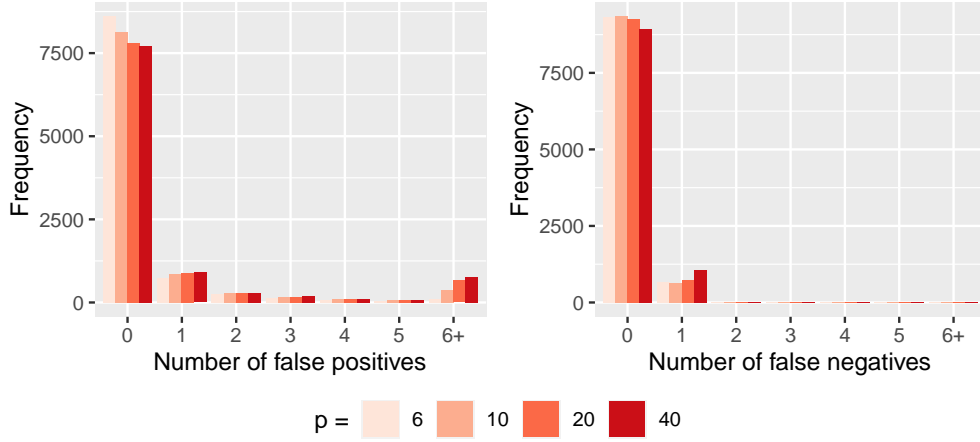 Frequency
7500
5000
2500
0
0 1 2 3 4 5 6+
Number of false positives
Frequency
7500
5000
2500
0
0 1 2 3 4 5 6+
Number of false negatives
p = 6 10 20 40